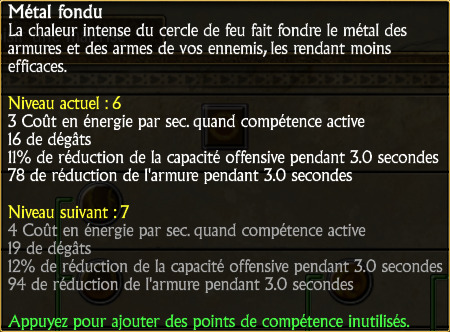 Métal fondu
La chaleur intense du cercle de feu fait fondre le métal des
armures et des armes de vos ennemis, les rendant moins
efficaces.
Niveau actuel : 6
3 Coût en énergie par sec. quand compétence active
16 de dégâts
11% de réduction de la capacité offensive pendant 3.0 secondes
78 de réduction de l'armure pendant 3.0 secondes
Niveau suivant : 7
4 Coût en énergie par sec. quand compétence active
19 de dégâts
12% de réduction de la capacité offensive pendant 3.0 secondes
94 de réduction de l'armure pendant 3.0 secondes
Appuyez pour ajouter des points de compétence inutilisés.